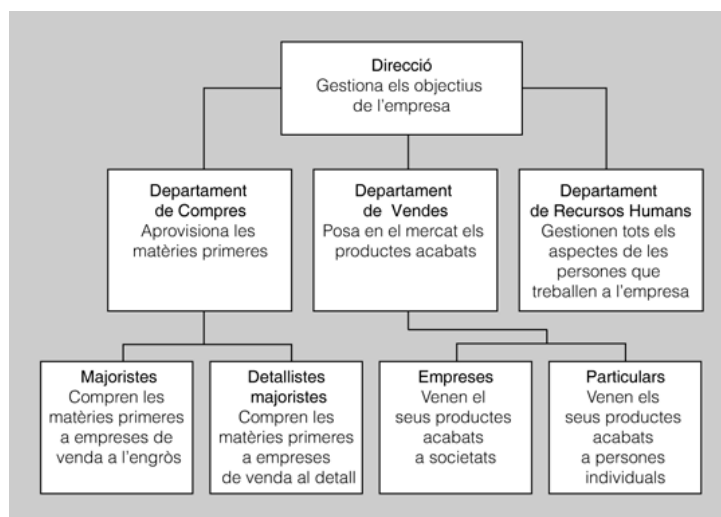 Direcció
Gestiona els objectius
de l'empresa
Departament
de Compres
Aprovisiona les
matèries primeres
Departament
de Vendes
Posa en el mercat els
productes acabats
Departament
de Recursos Humans
Gestionen tots els
aspectes de les
persones que
treballen a l'empresa
Majoristes
Compren les
matèries primeres
a empreses de
venda a l'engròs
Detallistes
majoristes
Compren les
matèries primeres
a empreses
de venda al detall
Empreses
Venen el
seus productes
acabats
a societats
Particulars
Venen els
seus productes
acabats
a persones
individuals